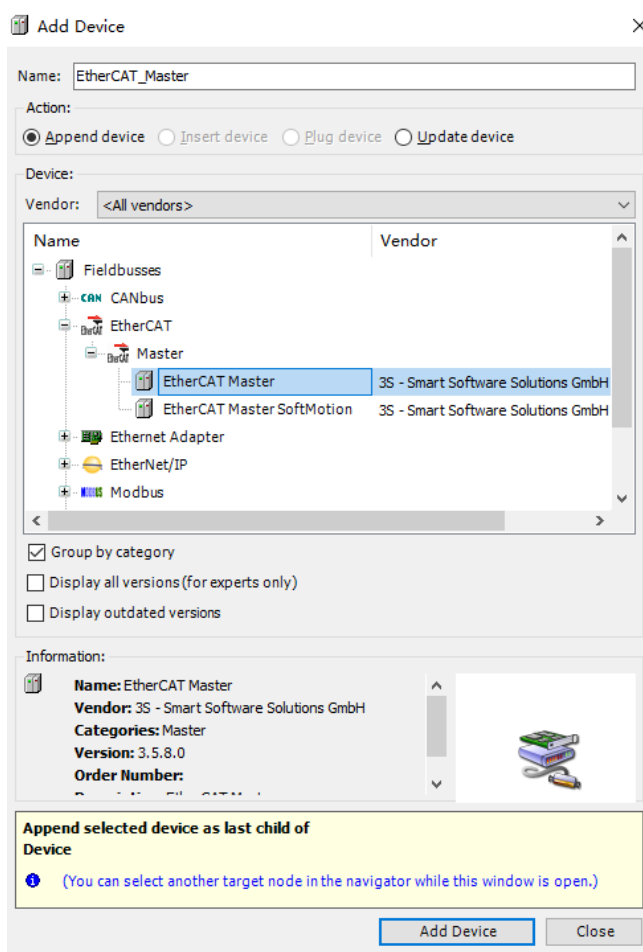 Add Device
Name: EtherCAT_Master
Action:
Append device Insert device Plug device Update device
Device:
Vendor: <All vendors>
Name Vendor
Fieldbusses
CAN CANbus
EtherCAT EtherCAT
EtherCAT Master
EtherCAT Master 3S - Smart Software Solutions GmbH
EtherCAT Master SoftMotion 3S - Smart Software Solutions GmbH
Ethernet Adapter
EtherNet/IP
MODBUS Modbus
Group by category
Display all versions (for experts only)
Display outdated versions
Information:
Name: EtherCAT Master
Vendor: 3S - Smart Software Solutions GmbH
Categories: Master
Version: 3.5.8.0
Order Number:
Append selected device as last child of
Device
(You can select another target node in the navigator while this window is open.)
Add Device Close